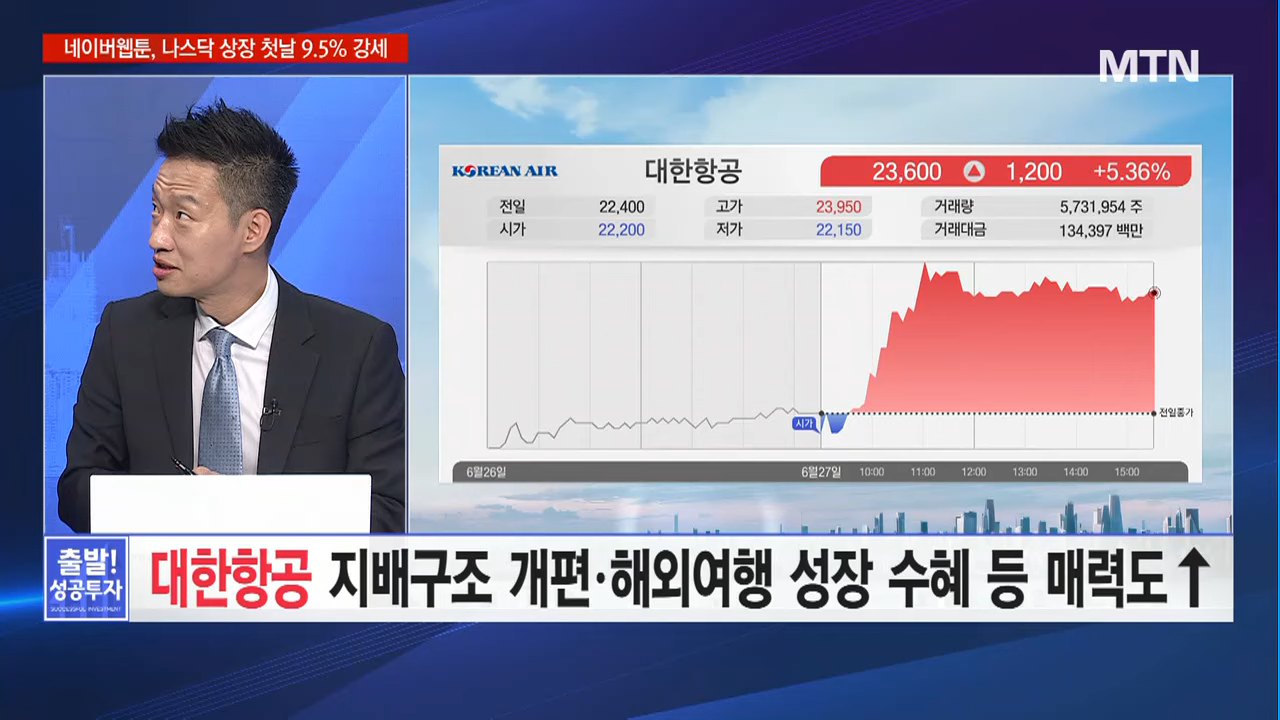 네이버웹툰, 나스닥 상장 첫날 9.5% 강세
MTN
KOREAN AIR 대한항공 23,600 ▲ 1,200 +5.36%
전일 22,400 고가 23,950 거래량 5,731,954 주
시가 22,200 저가 22,150 거래대금 134,397 백만
시가
전일종가
6월26일 6월27일 10:00 11:00 12:00 13:00 14:00 15:00
출발!
성공투자
SUCCESSFUL INVESTMENT
대한항공 지배구조 개편·해외여행 성장 수혜 등 매력도↑